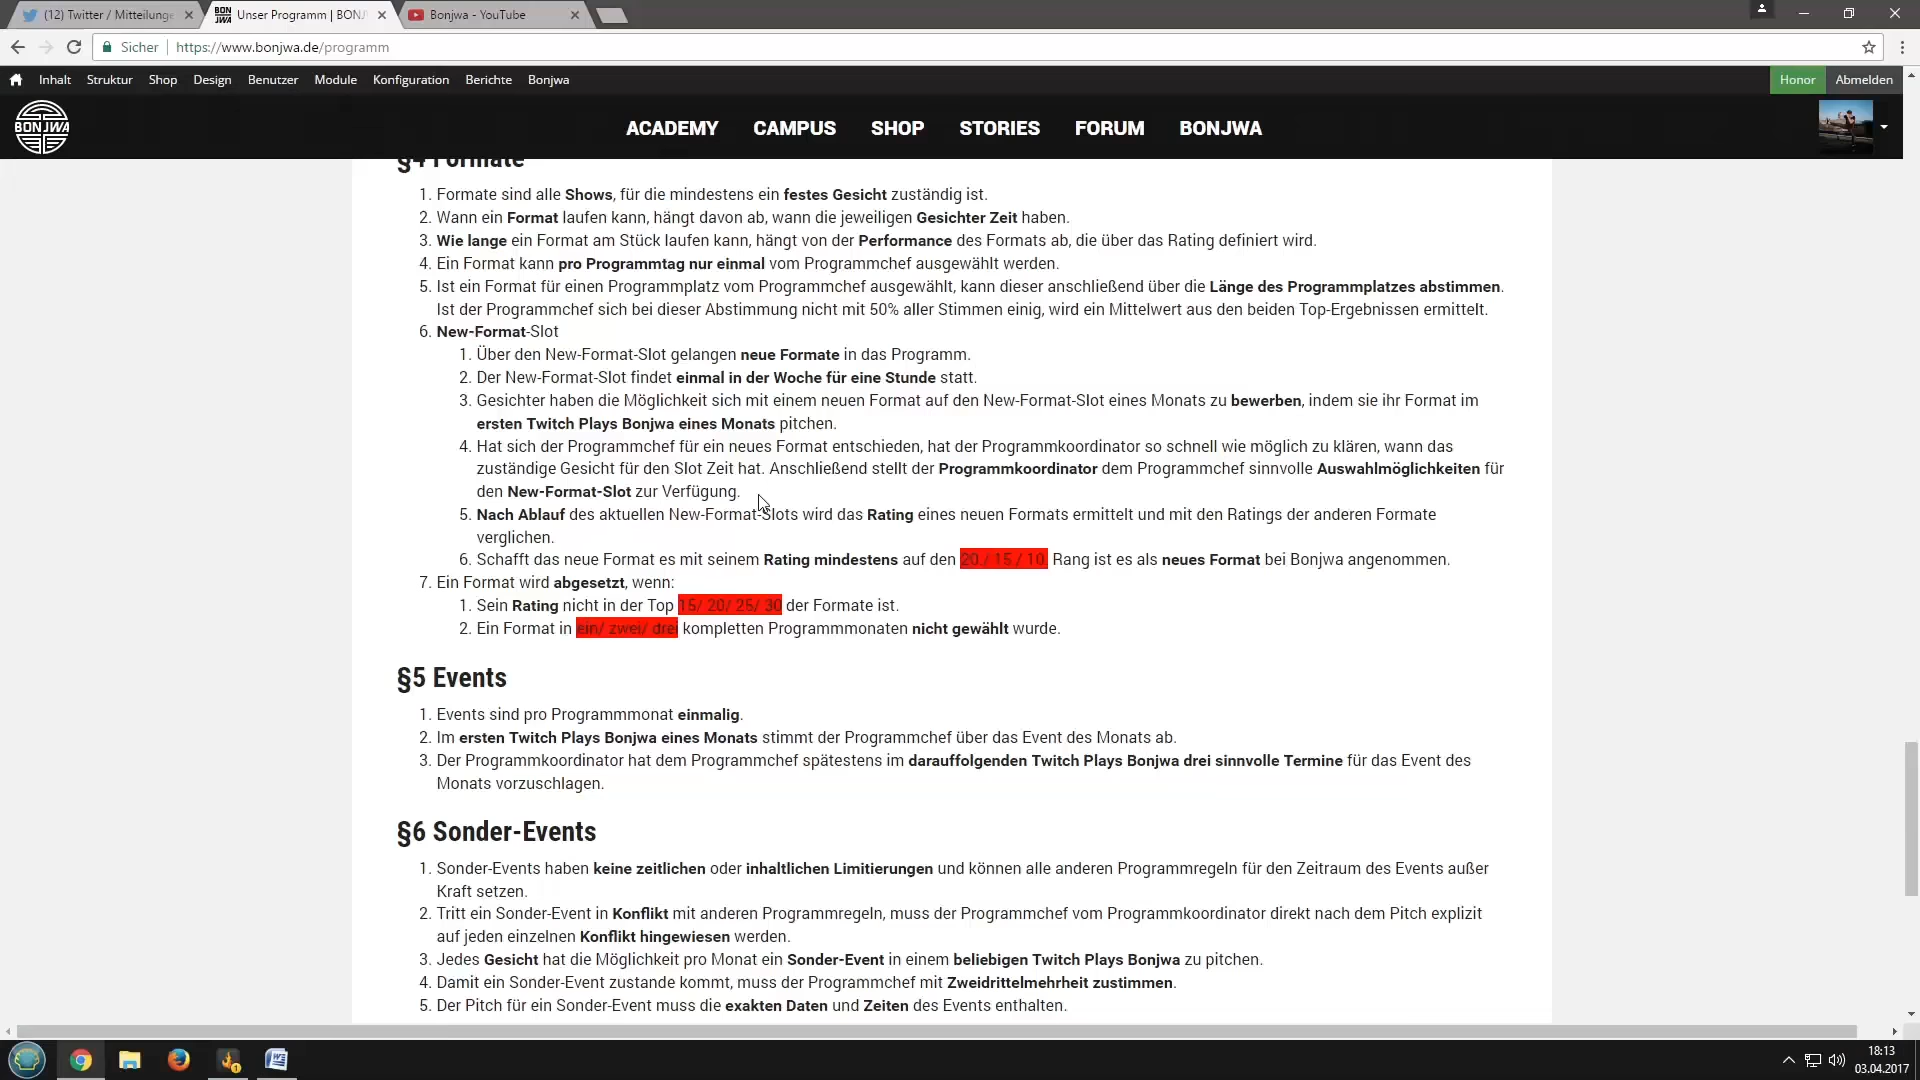 (12) Twitter / Mitteilunge
Unser Programm | BONJ
Bonjwa - YouTube
Sicher
https://www.bonjwa.de/programm
Inhalt Struktur Shop Design Benutzer Module Konfiguration Berichte Bonjwa
Honor Abmelden
BONJWA
ACADEMY CAMPUS SHOP STORIES FORUM BONJWA
§4 Formate
1. Formate sind alle Shows, für die mindestens ein festes Gesicht zuständig ist.
2. Wann ein Format laufen kann, hängt davon ab, wann die jeweiligen Gesichter Zeit haben.
3. Wie lange ein Format am Stück laufen kann, hängt von der Performance des Formats ab, die über das Rating definiert wird.
4. Ein Format kann pro Programmtag nur einmal vom Programmchef ausgewählt werden.
5. Ist ein Format für einen Programmplatz vom Programmchef ausgewählt, kann dieser anschließend über die Länge des Programmplatzes abstimmen.
Ist der Programmchef sich bei dieser Abstimmung nicht mit 50% aller Stimmen einig, wird ein Mittelwert aus den beiden Top-Ergebnissen ermittelt.
6. New-Format-Slot
1. Über den New-Format-Slot gelangen neue Formate in das Programm.
2. Der New-Format-Slot findet einmal in der Woche für eine Stunde statt.
3. Gesichter haben die Möglichkeit sich mit einem neuen Format auf den New-Format-Slot eines Monats zu bewerben, indem sie ihr Format im
ersten Twitch Plays Bonjwa eines Monats pitchen.
4. Hat sich der Programmchef für ein neues Format entschieden, hat der Programmkoordinator so schnell wie möglich zu klären, wann das
zuständige Gesicht für den Slot Zeit hat. Anschließend stellt der Programmkoordinator dem Programmchef sinnvolle Auswahlmöglichkeiten für
den New-Format-Slot zur Verfügung.
5. Nach Ablauf des aktuellen New-Format-Slots wird das Rating eines neuen Formats ermittelt und mit den Ratings der anderen Formate
verglichen.
6. Schafft das neue Format es mit seinem Rating mindestens auf den 20./ 15 / 10. Rang ist es als neues Format bei Bonjwa angenommen.
7. Ein Format wird abgesetzt, wenn:
1. Sein Rating nicht in der Top 15/ 20/ 25/ 30 der Formate ist.
2. Ein Format in ein/ zwei/ drei kompletten Programmmonaten nicht gewählt wurde.
§5 Events
1. Events sind pro Programmmonat einmalig.
2. Im ersten Twitch Plays Bonjwa eines Monats stimmt der Programmchef über das Event des Monats ab.
3. Der Programmkoordinator hat dem Programmchef spätestens im darauffolgenden Twitch Plays Bonjwa drei sinnvolle Termine für das Event des
Monats vorzuschlagen.
§6 Sonder-Events
1. Sonder-Events haben keine zeitlichen oder inhaltlichen Limitierungen und können alle anderen Programmregeln für den Zeitraum des Events außer
Kraft setzen.
2. Tritt ein Sonder-Event in Konflikt mit anderen Programmregeln, muss der Programmchef vom Programmkoordinator direkt nach dem Pitch explizit
auf jeden einzelnen Konflikt hingewiesen werden.
3. Jedes Gesicht hat die Möglichkeit pro Monat ein Sonder-Event in einem beliebigen Twitch Plays Bonjwa zu pitchen.
4. Damit ein Sonder-Event zustande kommt, muss der Programmchef mit Zweidrittelmehrheit zustimmen.
5. Der Pitch für ein Sonder-Event muss die exakten Daten und Zeiten des Events enthalten.
18:13
03.04.2017